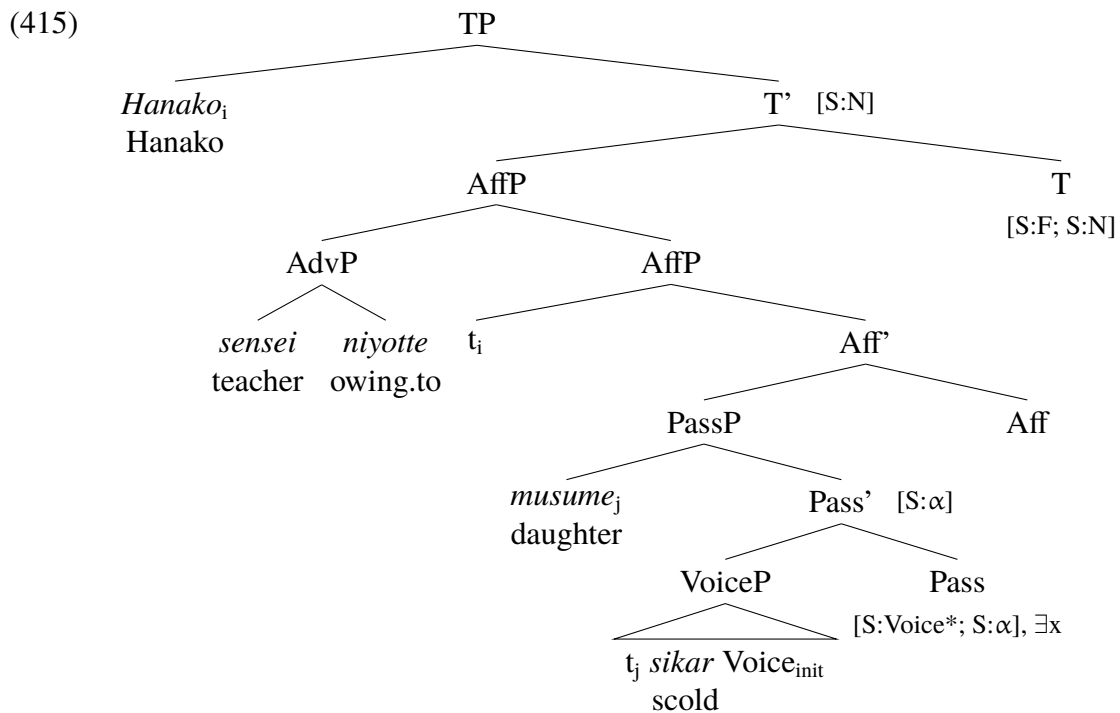 (415) TP
Hanakoᵢ T’ [S:N]
Hanako
AffP T
[S:F; S:N]
AdvP AffP
sensei niyotte tᵢ Aff’
teacher owing.to
PassP Aff
musumeⱼ Pass’ [S:α]
daughter
VoiceP Pass
[S:Voice*; S:α], ∃x
tⱼ sikar Voiceinit
scold